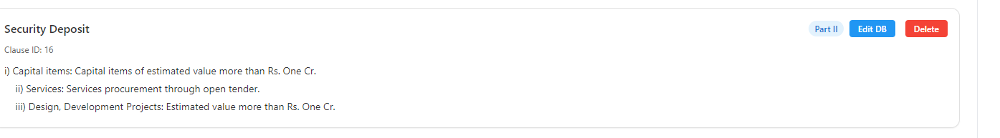 Security Deposit
Part II
Edit DB
Delete
Clause ID: 16
i) Capital items: Capital items of estimated value more than Rs. One Cr.
ii) Services: Services procurement through open tender.
iii) Design, Development Projects: Estimated value more than Rs. One Cr.